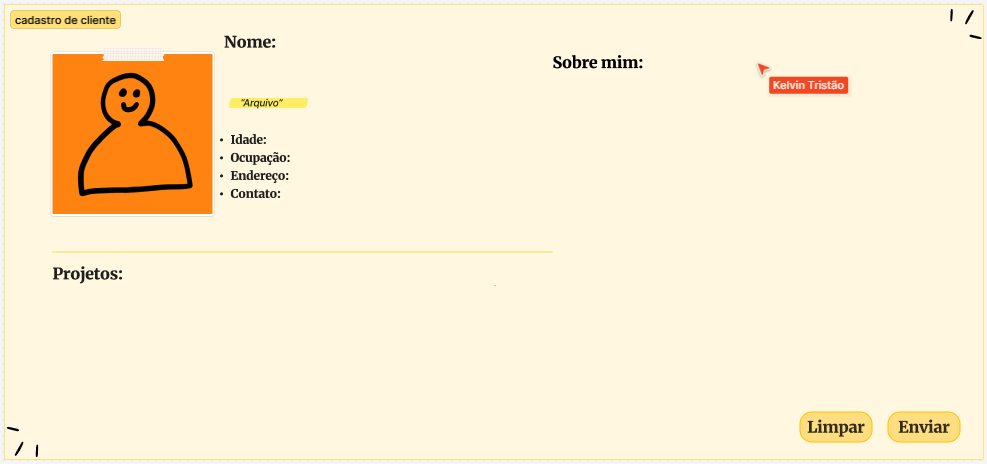 cadastro de cliente
Nome:
Sobre mim:
Kelvin Tristão
"Arquivo"
• Idade:
• Ocupação:
• Endereço:
• Contato:
Projetos:
Limpar
Enviar